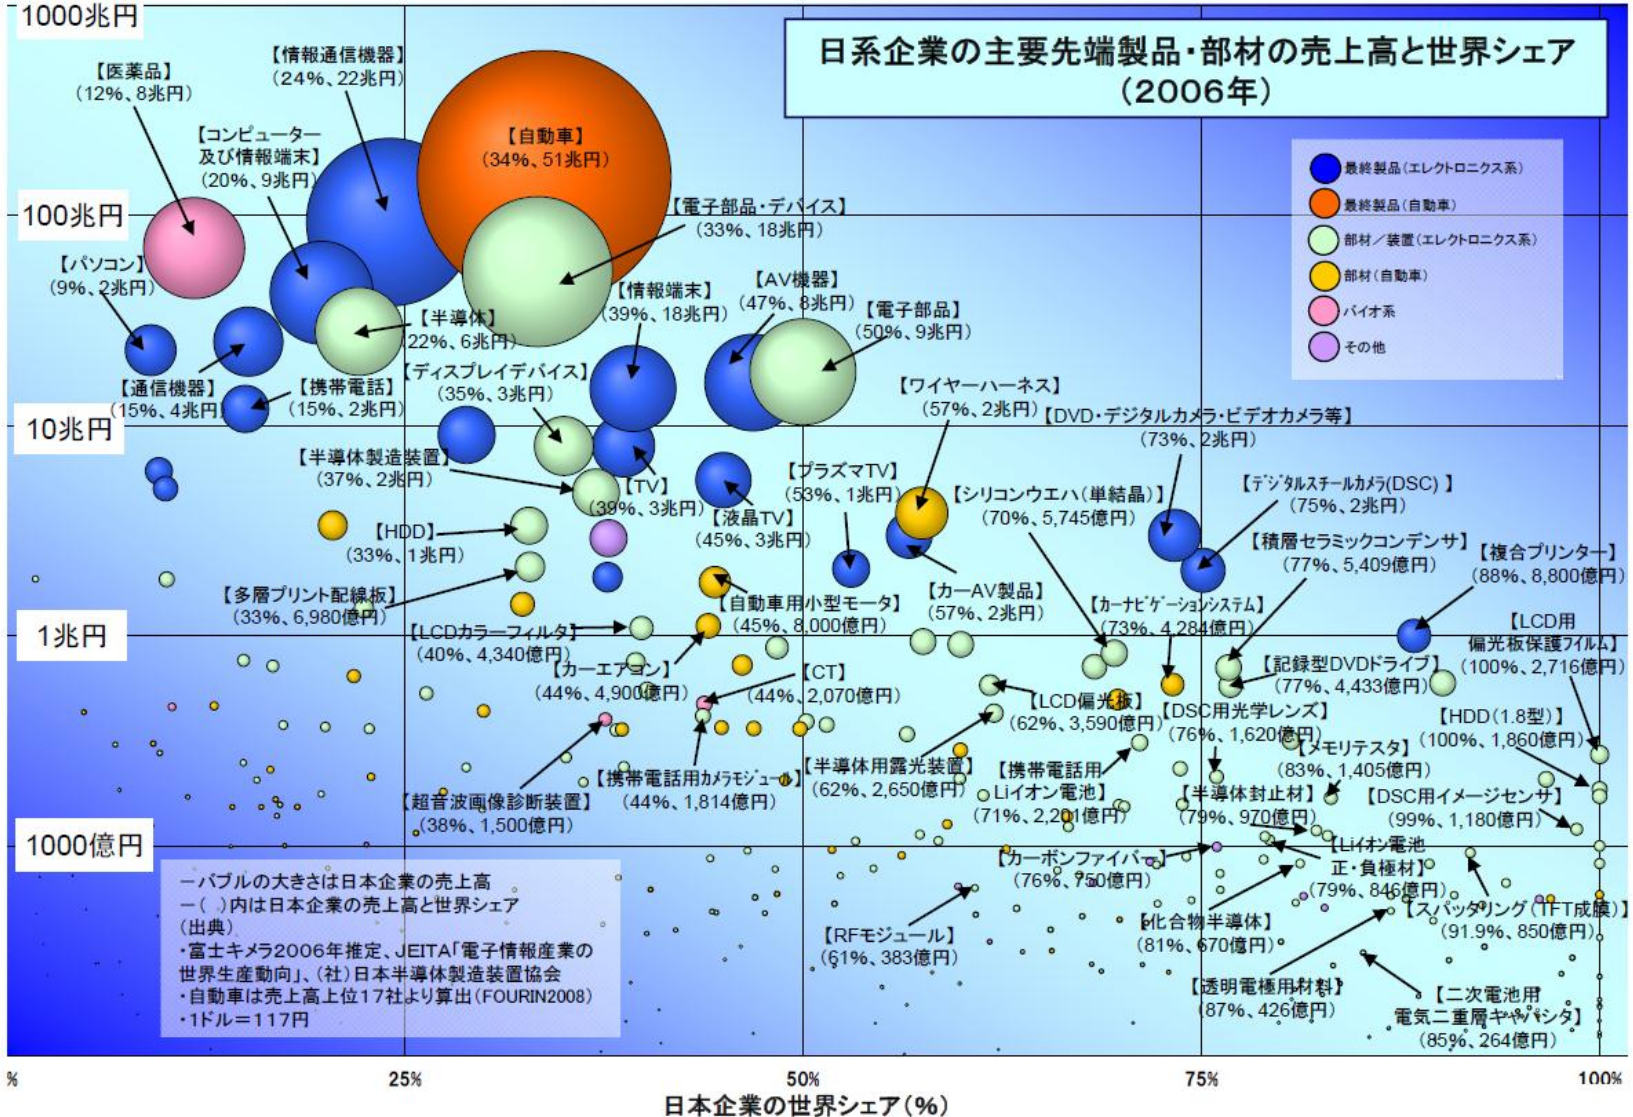 日系企業の主要先端製品・部材の売上高と世界シェア
(2006年)
1000兆円
100兆円
10兆円
1兆円
1000億円
最終製品(エレクトロニクス系)
最終製品(自動車)
部材/装置(エレクトロニクス系)
部材(自動車)
バイオ系
その他
【医薬品】
(12%、8兆円)
【情報通信機器】
(24%、22兆円)
【コンピューター
及び情報端末】
(20%、9兆円)
【自動車】
(34%、51兆円)
【電子部品・デバイス】
(33%、18兆円)
【パソコン】
(9%、2兆円)
【半導体】
(22%、6兆円)
【情報端末】
(39%、18兆円)
【AV機器】
(47%、8兆円)
【電子部品】
(50%、9兆円)
【通信機器】
(15%、4兆円)
【携帯電話】
(15%、2兆円)
【ディスプレイデバイス】
(35%、3兆円)
【ワイヤーハーネス】
(57%、2兆円)
【DVD・デジタルカメラ・ビデオカメラ等】
(73%、2兆円)
【半導体製造装置】
(37%、2兆円)
【TV】
(39%、3兆円)
【液晶TV】
(45%、3兆円)
【プラズマTV】
(53%、1兆円)
【シリコンウエハ(単結晶)】
(70%、5,745億円)
【デジタルスチールカメラ(DSC)】
(75%、2兆円)
【HDD】
(33%、1兆円)
【積層セラミックコンデンサ】
(77%、5,409億円)
【複合プリンター】
(88%、8,800億円)
【多層プリント配線板】
(33%、6,980億円)
【自動車用小型モータ】
(45%、8,000億円)
【カーAV製品】
(57%、2兆円)
【カーナビゲーションシステム】
(73%、4,284億円)
【LCD用
偏光板保護フイルム】
(100%、2,716億円)
【LCDカラーフィルタ】
(40%、4,340億円)
【カーエアコン】
(44%、4,900億円)
【CT】
(44%、2,070億円)
【記録型DVDドライブ】
(77%、4,433億円)
【LCD偏光板】
(62%、3,590億円)
【DSC用光学レンズ】
(76%、1,620億円)
【HDD(1.8型)】
(100%、1,860億円)
【メモリテスタ】
(83%、1,405億円)
【超音波画像診断装置】
(38%、1,500億円)
【携帯電話用カメラモジュール】
(44%、1,814億円)
【半導体用露光装置】
(62%、2,650億円)
【携帯電話用
Liイオン電池】
(71%、2,201億円)
【半導体封止材】
(79%、970億円)
【DSC用イメージセンサ】
(99%、1,180億円)
【カーボンファイバー】
(76%、750億円)
【Liイオン電池
正・負極材】
(79%、846億円)
【RFモジュール】
(61%、383億円)
【化合物半導体】
(81%、670億円)
【スパッタリング(TFT成膜)】
(91.9%、850億円)
【透明電極用材料】
(87%、426億円)
【二次電池用
電気二重層キャパシタ】
(85%、264億円)
－バブルの大きさは日本企業の売上高
－( )内は日本企業の売上高と世界シェア
(出典)
・富士キメラ2006年推定、JEITA「電子情報産業の
世界生産動向」、(社)日本半導体製造装置協会
・自動車は売上高上位17社より算出(FOURIN2008)
・1ドル＝117円
%
25%
50%
75%
100%
日本企業の世界シェア(%)